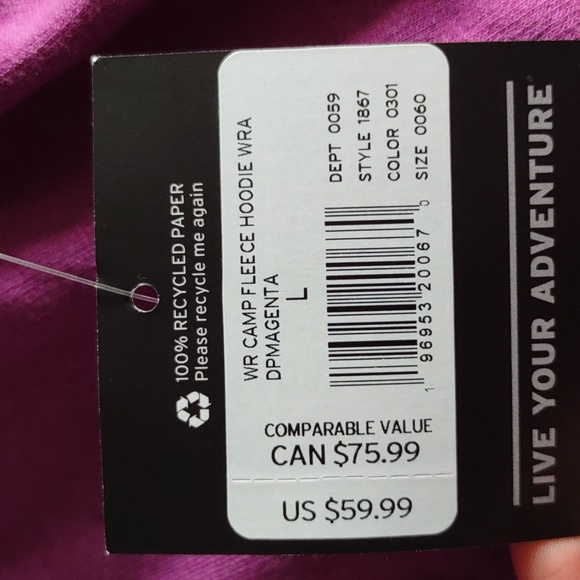 100% RECYCLED PAPER
Please recycle me again
WR CAMP FLEECE HOODIE WRA
DPMAGENTA
L
DEPT 0059
STYLE 1867
COLOR 0301
SIZE 0060
1 96953 20067 0
COMPARABLE VALUE
CAN $75.99
US $59.99
LIVE YOUR ADVENTURE